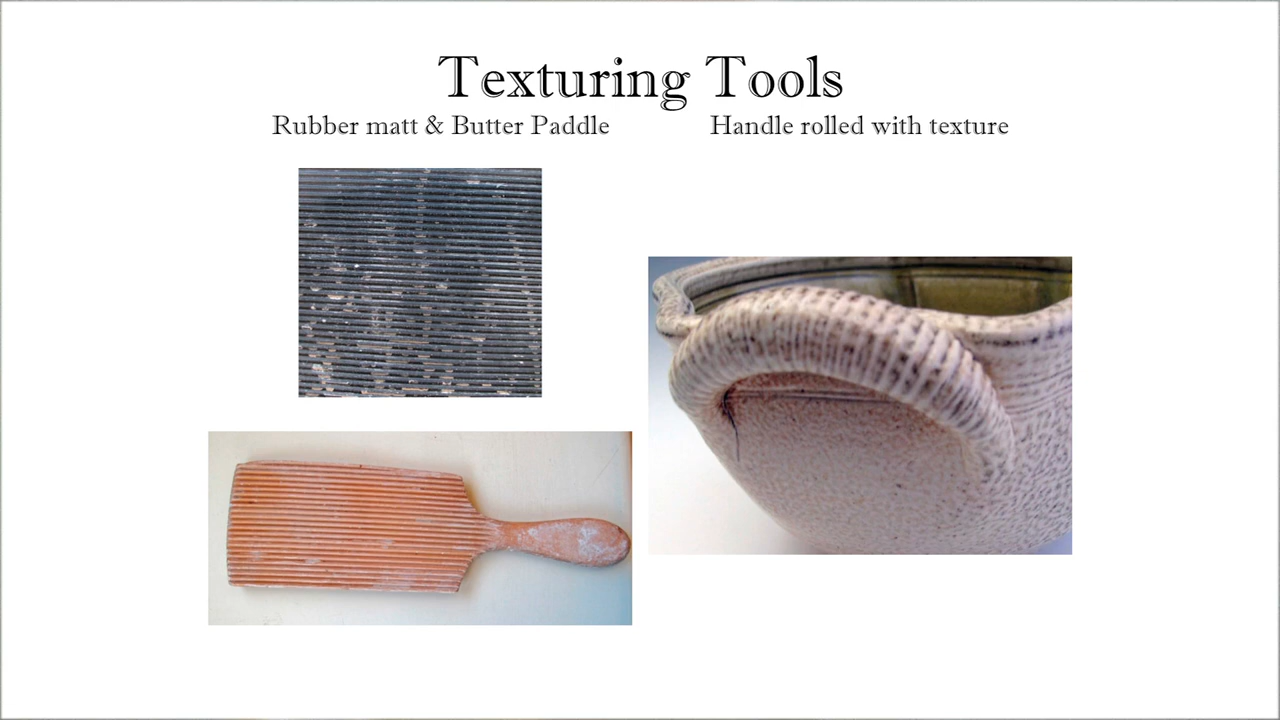 Texturing Tools
Rubber matt & Butter Paddle
Handle rolled with texture